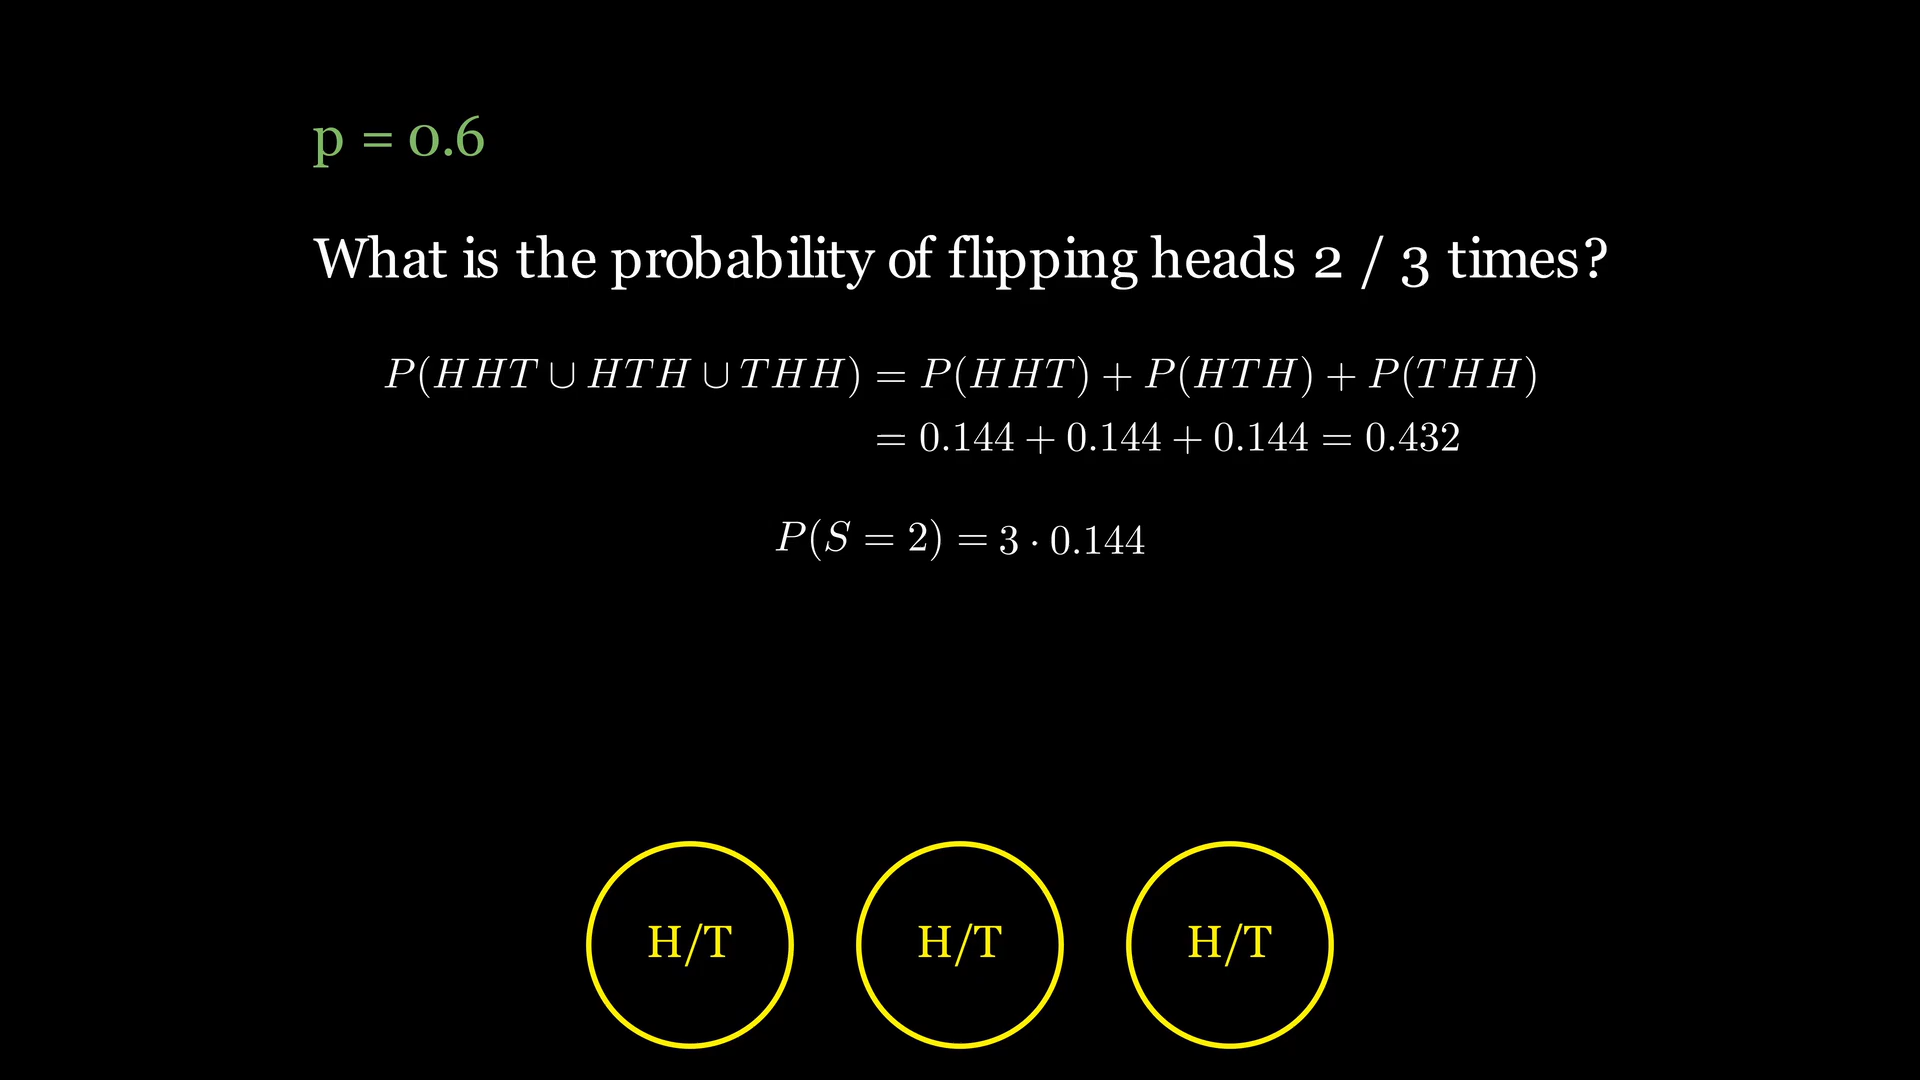 p = 0.6
What is the probability of flipping heads 2 / 3 times?
P(HHT ∪ HTH ∪ THH) = P(HHT) + P(HTH) + P(THH)
= 0.144 + 0.144 + 0.144 = 0.432
P(S = 2) = 3 · 0.144
H/T H/T H/T